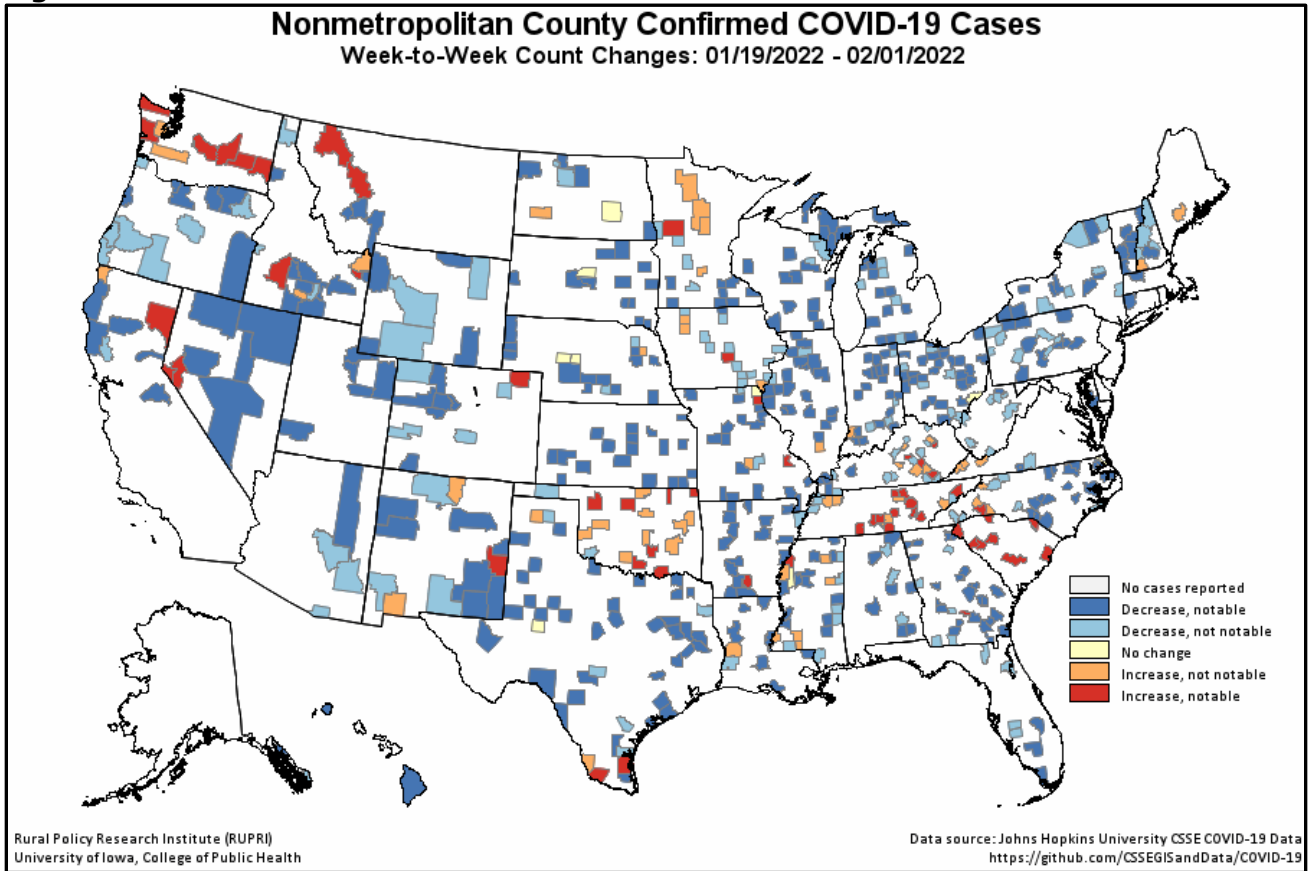 Nonmetropolitan County Confirmed COVID-19 Cases
Week-to-Week Count Changes: 01/19/2022 - 02/01/2022
No cases reported
Decrease, notable
Decrease, not notable
No change
Increase, not notable
Increase, notable
Rural Policy Research Institute (RUPRI)
University of Iowa, College of Public Health
Data source: Johns Hopkins University CSSE COVID-19 Data
https://github.com/CSSEGISandData/COVID-19